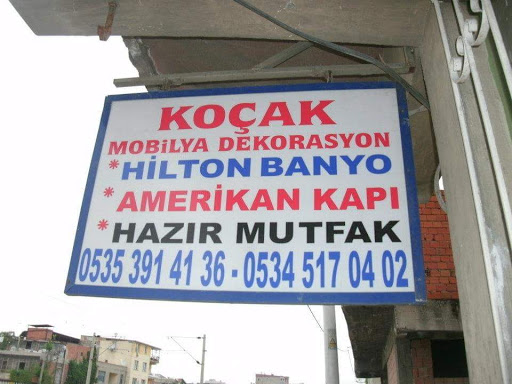 KOÇAK
MOBİLYA DEKORASYON
*HİLTON BANYO
*AMERİKAN KAPI
*HAZIR MUTFAK
0535 391 41 36 - 0534 517 04 02